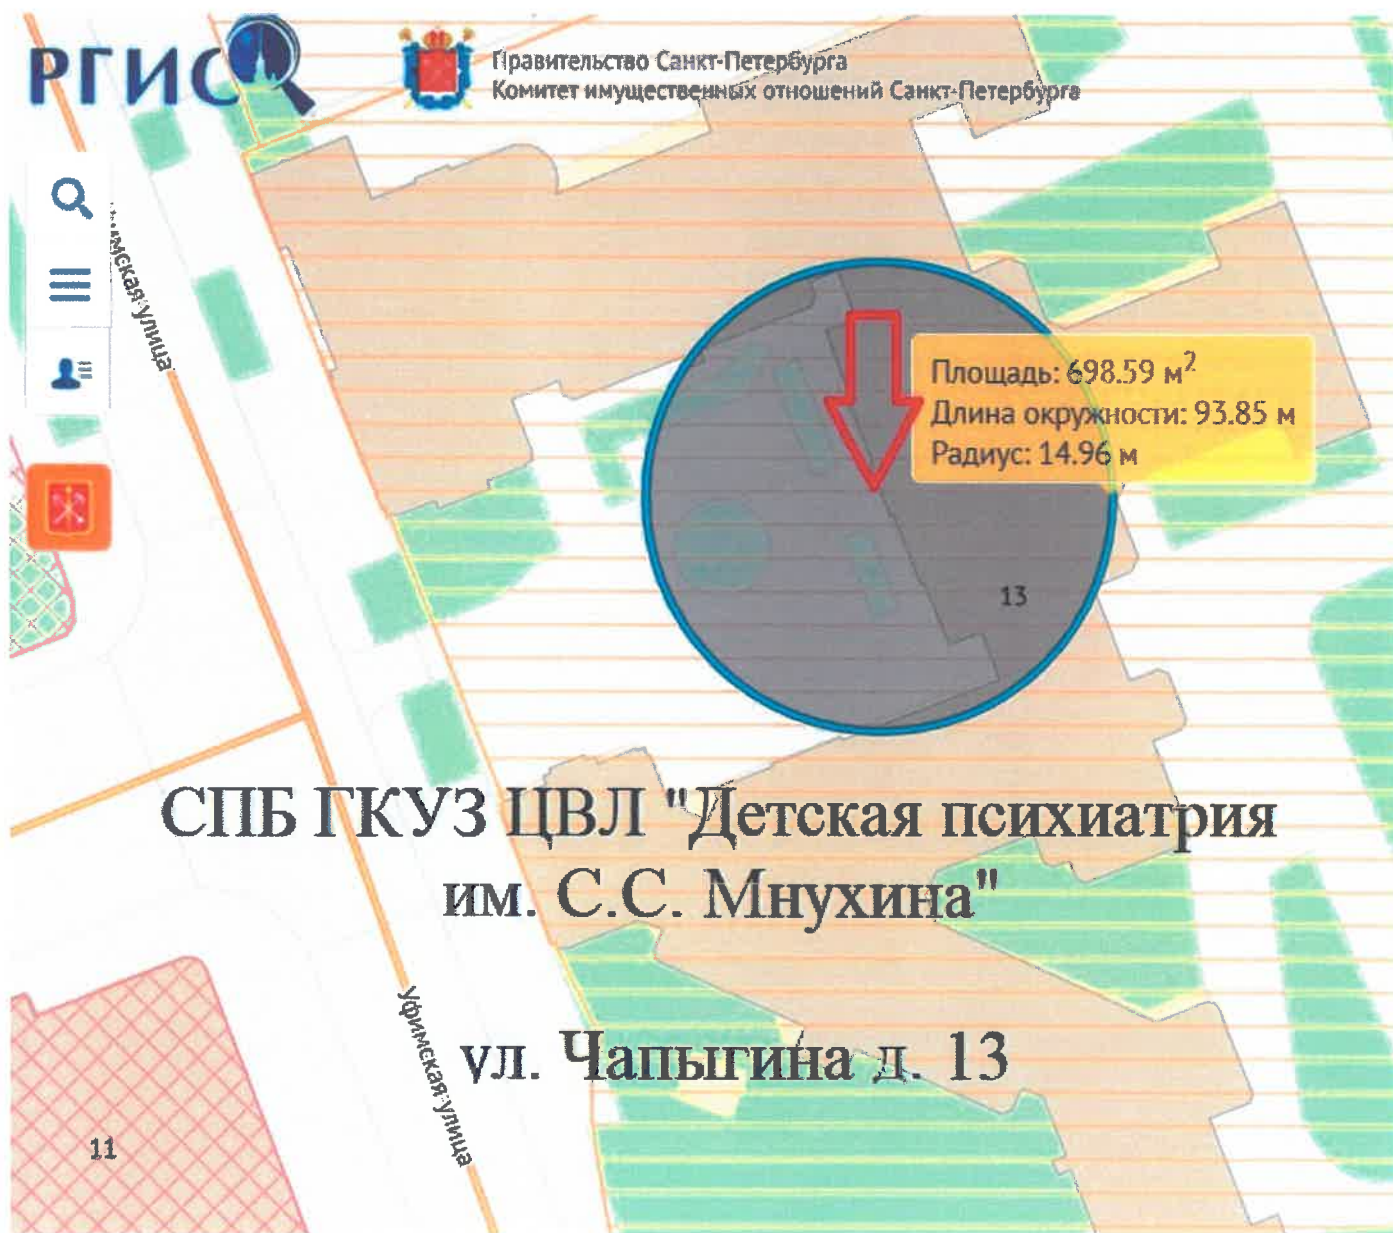 РГИС
Правительство Санкт-Петербурга
Комитет имущественных отношений Санкт-Петербурга
улица
Площадь: 698.59 м²
Длина окружности: 93.85 м
Радиус: 14.96 м
13
СПБ ГКУЗ ЦВЛ "Детская психиатрия
им. С.С. Мнухина"
Уфимская улица
ул. Чапыгина д. 13
11